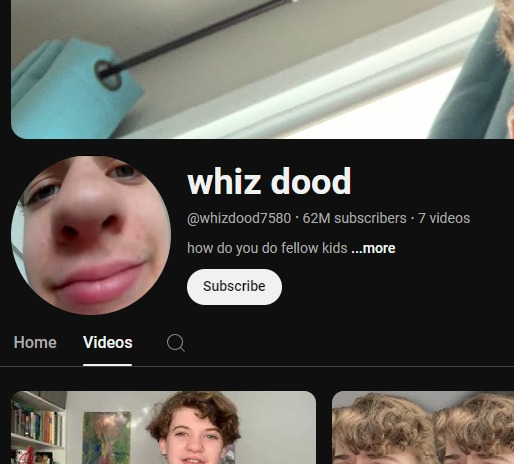 whiz dood
@whizdood7580 · 62M subscribers · 7 videos
how do you do fellow kids ...more
Subscribe
Home Videos